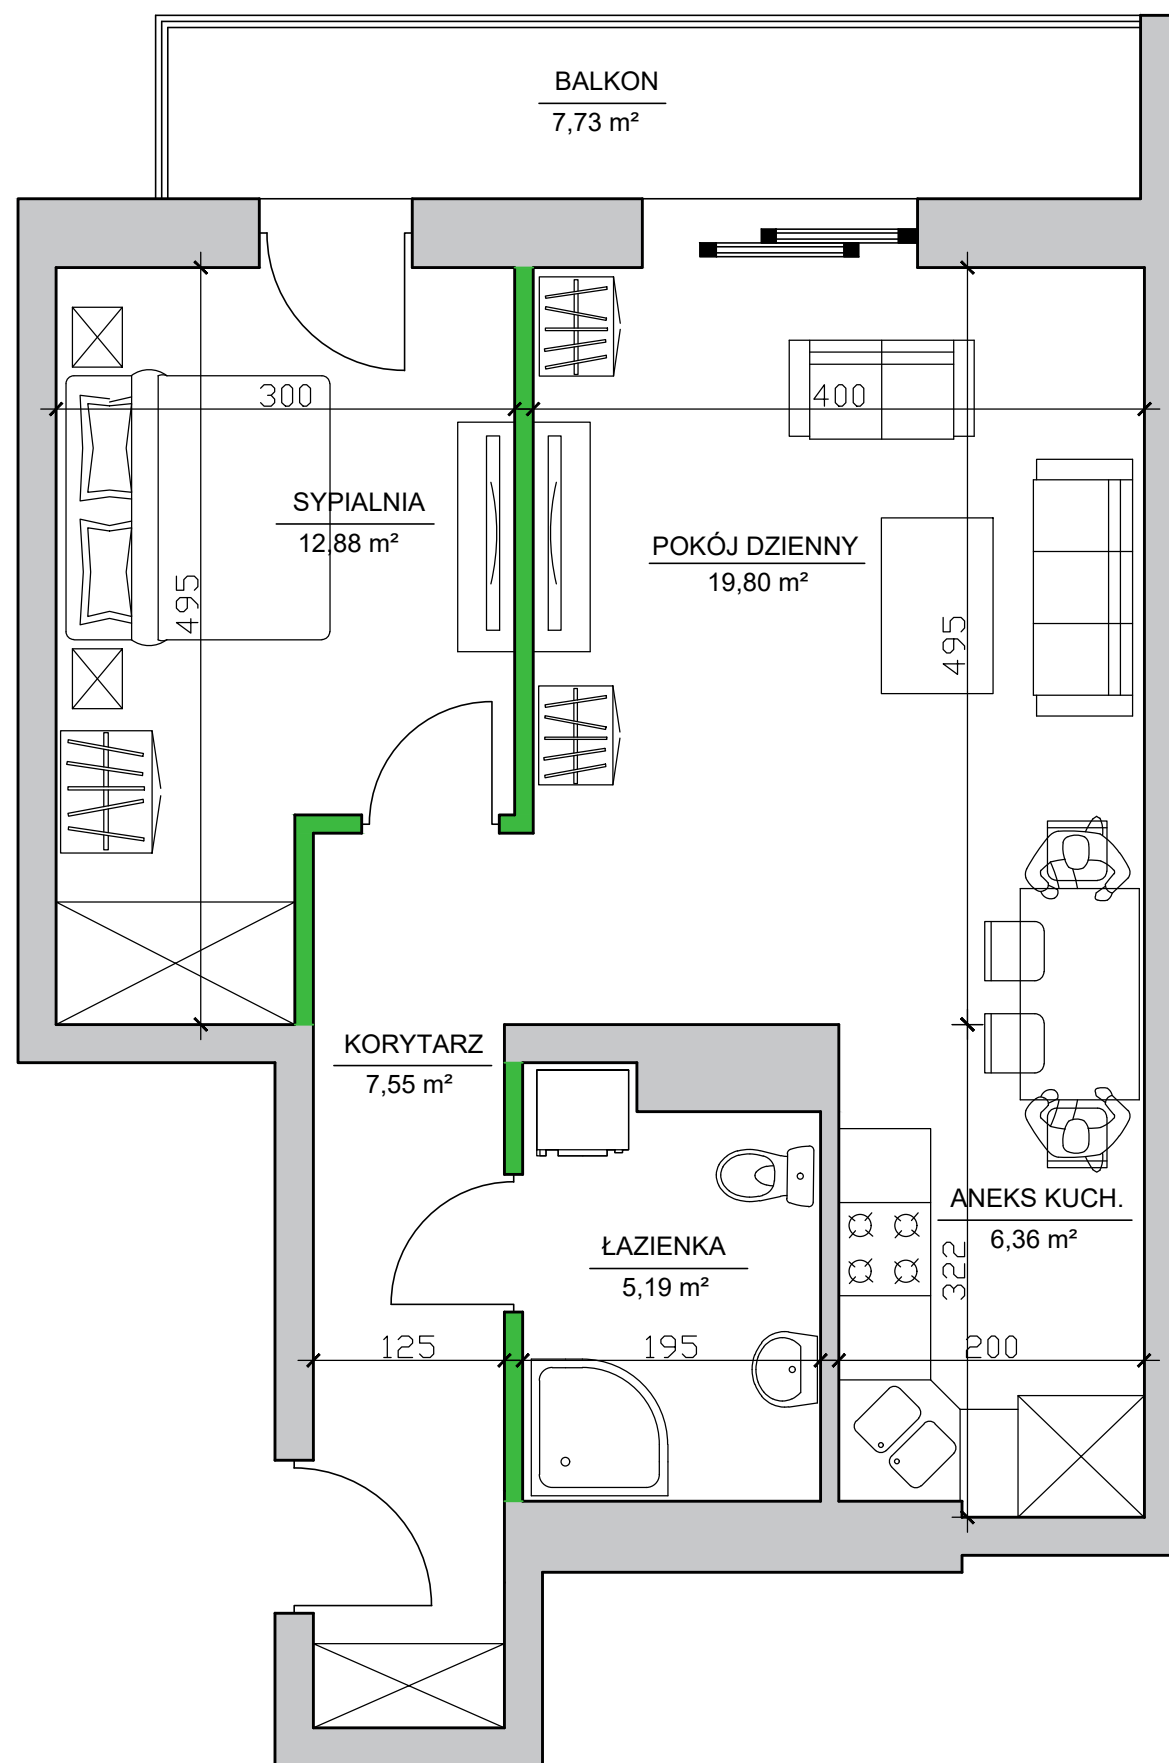 BALKON
7,73 m²
300
400
SYPIALNIA
12,88 m²
POKÓJ DZIENNY
19,80 m²
495
495
KORYTARZ
7,55 m²
ANEKS KUCH.
6,36 m²
ŁAZIENKA
5,19 m²
322
125
195
200